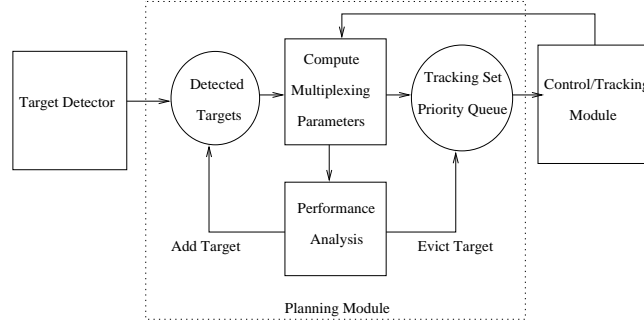 Target Detector
Detected
Targets
Compute
Multiplexing
Parameters
Tracking Set
Priority Queue
Control/Tracking
Module
Performance
Analysis
Add Target
Evict Target
Planning Module